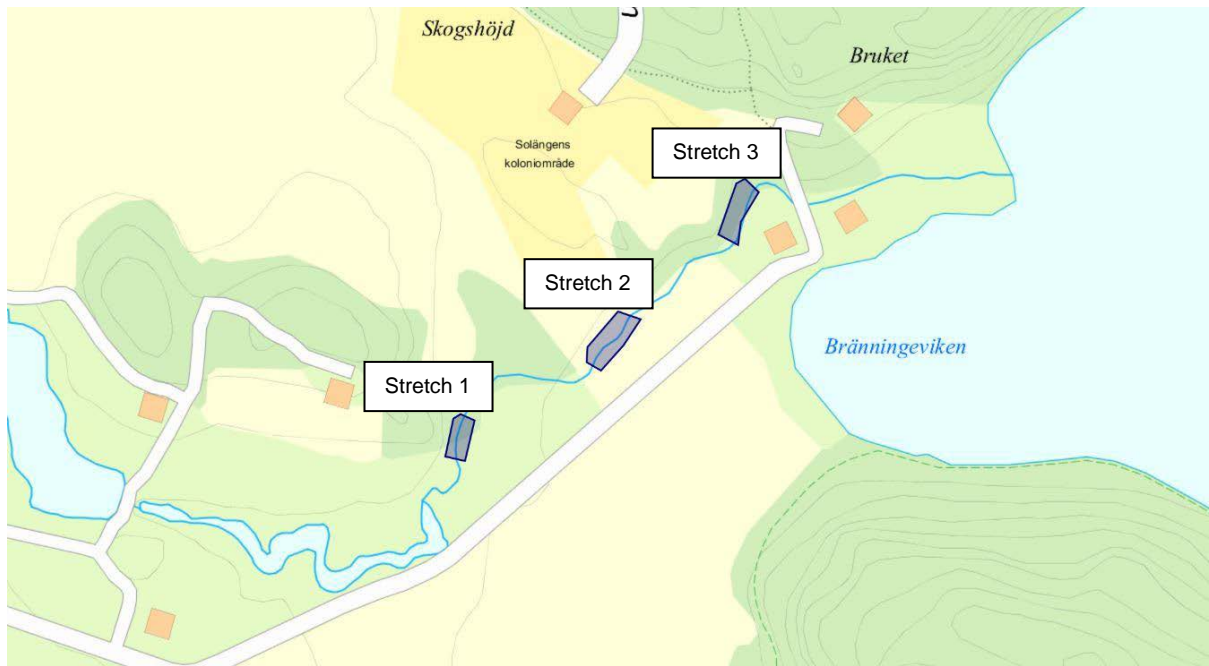 Skogshöjd
Bruket
Solängens
koloniområde
Stretch 3
Stretch 2
Bränningeviken
Stretch 1